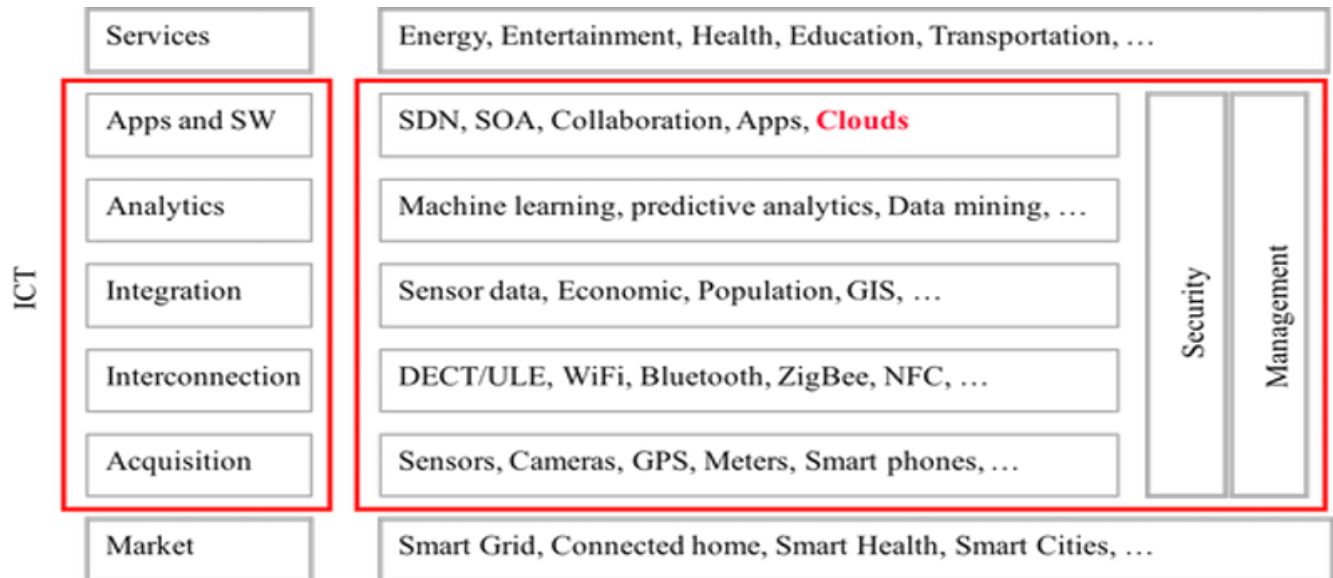 Services
Energy, Entertainment, Health, Education, Transportation, …
Apps and SW
SDN, SOA, Collaboration, Apps, Clouds
Analytics
Machine learning, predictive analytics, Data mining, …
Integration
Sensor data, Economic, Population, GIS, …
Interconnection
DECT/ULE, WiFi, Bluetooth, ZigBee, NFC, …
Acquisition
Sensors, Cameras, GPS, Meters, Smart phones, …
Market
Smart Grid, Connected home, Smart Health, Smart Cities, …
ICT
Security
Management